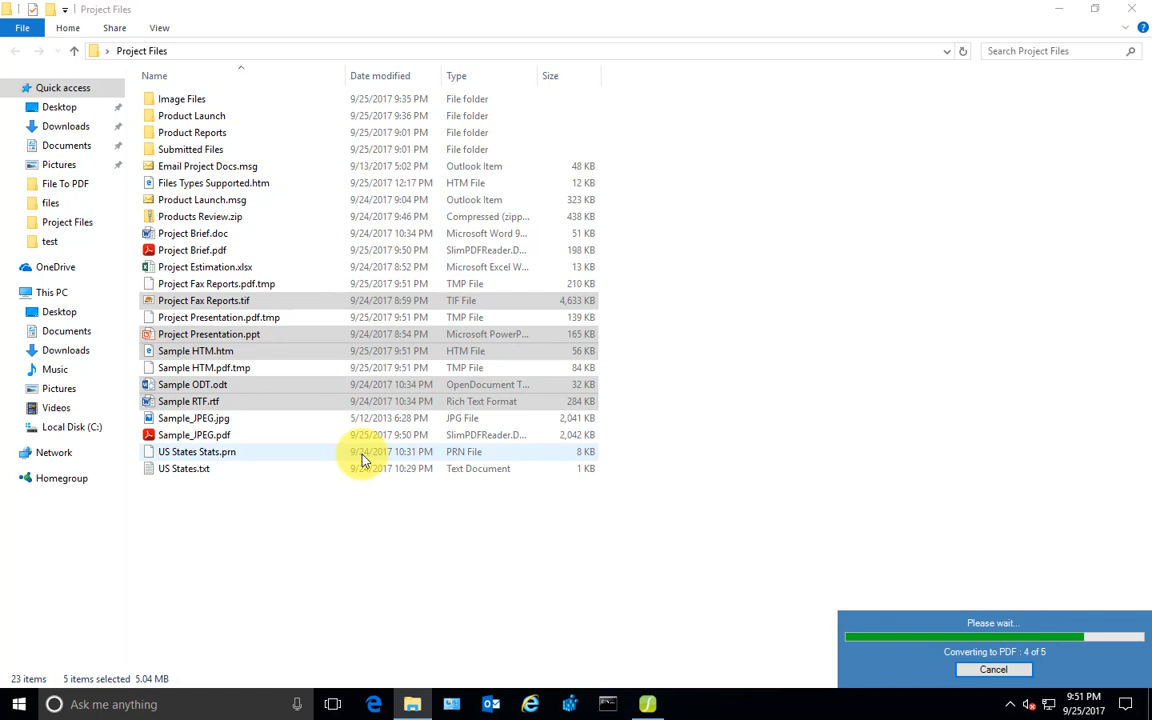 Project Files
File Home Share View
Project Files Search Project Files
Name Date modified Type Size
Quick access
Desktop
Downloads
Documents
Pictures
File To PDF
files
Project Files
test
OneDrive
This PC
Desktop
Documents
Downloads
Music
Pictures
Videos
Local Disk (C:)
Network
Homegroup
Image Files 9/25/2017 9:35 PM File folder
Product Launch 9/25/2017 9:36 PM File folder
Product Reports 9/25/2017 9:01 PM File folder
Submitted Files 9/25/2017 9:01 PM File folder
Email Project Docs.msg 9/13/2017 5:02 PM Outlook Item 48 KB
Files Types Supported.htm 9/25/2017 12:17 PM HTM File 12 KB
Product Launch.msg 9/24/2017 9:04 PM Outlook Item 323 KB
Products Review.zip 9/24/2017 9:46 PM Compressed (zipp... 438 KB
Project Brief.doc 9/24/2017 10:34 PM Microsoft Word 9... 51 KB
Project Brief.pdf 9/25/2017 9:50 PM SlimPDFReader.D... 198 KB
Project Estimation.xlsx 9/24/2017 8:52 PM Microsoft Excel W... 13 KB
Project Fax Reports.pdf.tmp 9/25/2017 9:51 PM TMP File 210 KB
Project Fax Reports.tif 9/24/2017 8:59 PM TIF File 4,633 KB
Project Presentation.pdf.tmp 9/25/2017 9:51 PM TMP File 139 KB
Project Presentation.ppt 9/24/2017 8:54 PM Microsoft PowerP... 165 KB
Sample HTM.htm 9/25/2017 9:51 PM HTM File 56 KB
Sample HTM.pdf.tmp 9/25/2017 9:51 PM TMP File 84 KB
Sample ODT.odt 9/24/2017 10:34 PM OpenDocument T... 32 KB
Sample RTF.rtf 9/24/2017 10:34 PM Rich Text Format 284 KB
Sample_JPEG.jpg 5/12/2013 6:28 PM JPG File 2,041 KB
Sample_JPEG.pdf 9/25/2017 9:50 PM SlimPDFReader.D... 2,042 KB
US States Stats.prn 9/24/2017 10:31 PM PRN File 8 KB
US States.txt 9/24/2017 10:29 PM Text Document 1 KB
Please wait...
Converting to PDF : 4 of 5
Cancel
23 items 5 items selected 5.04 MB
Ask me anything
9:51 PM
9/25/2017